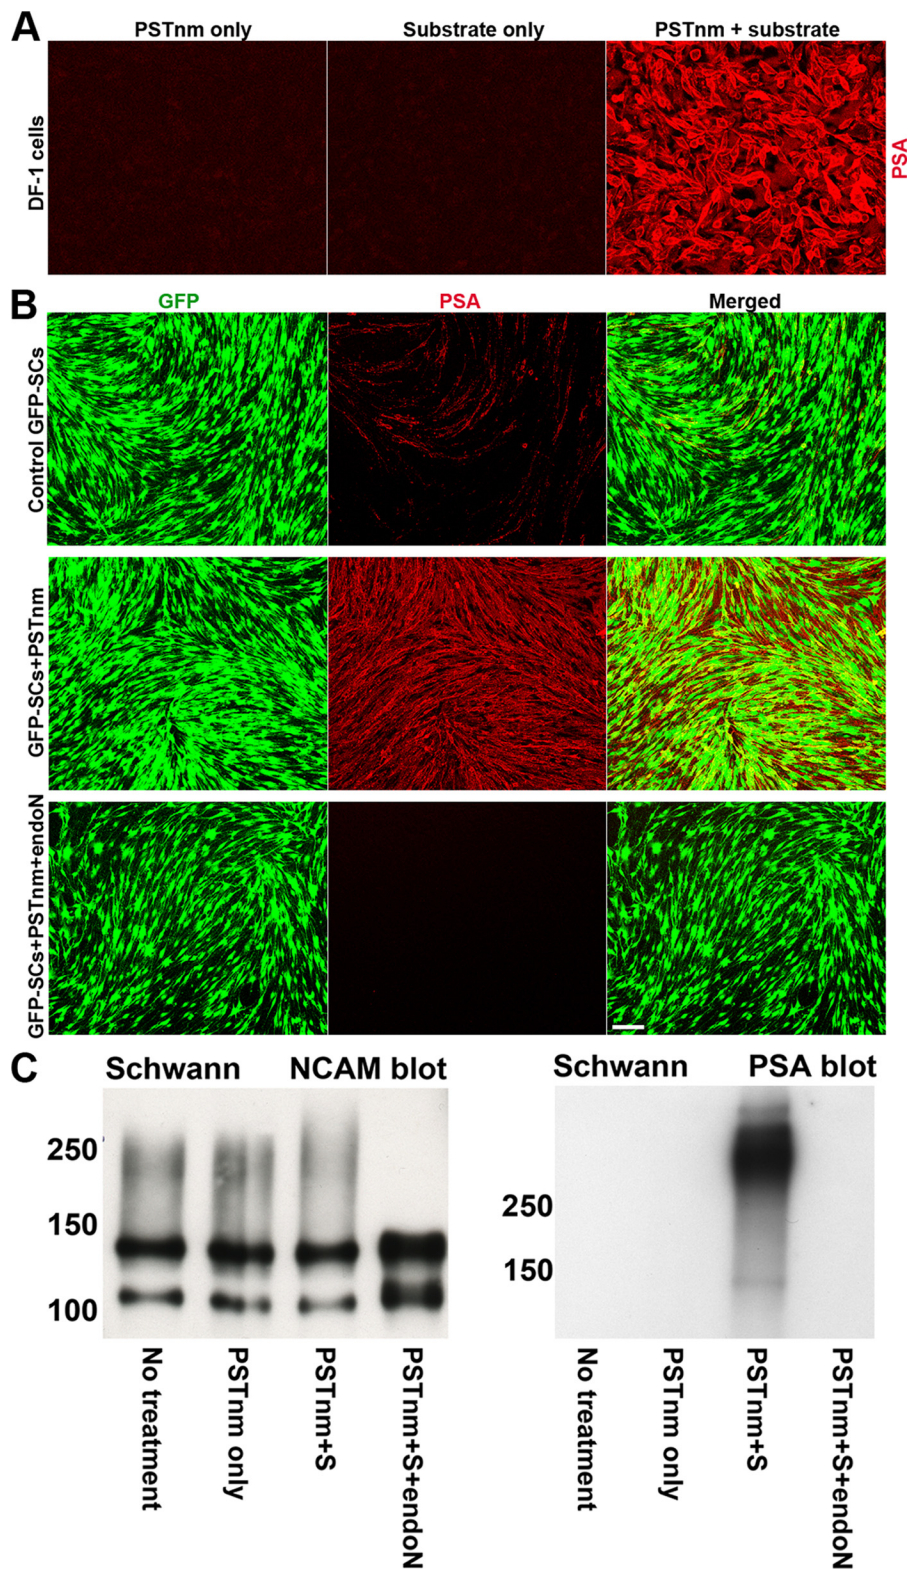 A
PSTnm only
Substrate only
PSTnm + substrate
DF-1 cells
PSA
B
GFP
PSA
Merged
Control GFP-SCs
GFP-SCs+PSTnm
GFP-SCs+PSTnm+endoN
C
Schwann
NCAM blot
250
150
100
No treatment
PSTnm only
PSTnm+S
PSTnm+S+endoN
Schwann
PSA blot
250
150
No treatment
PSTnm only
PSTnm+S
PSTnm+S+endoN